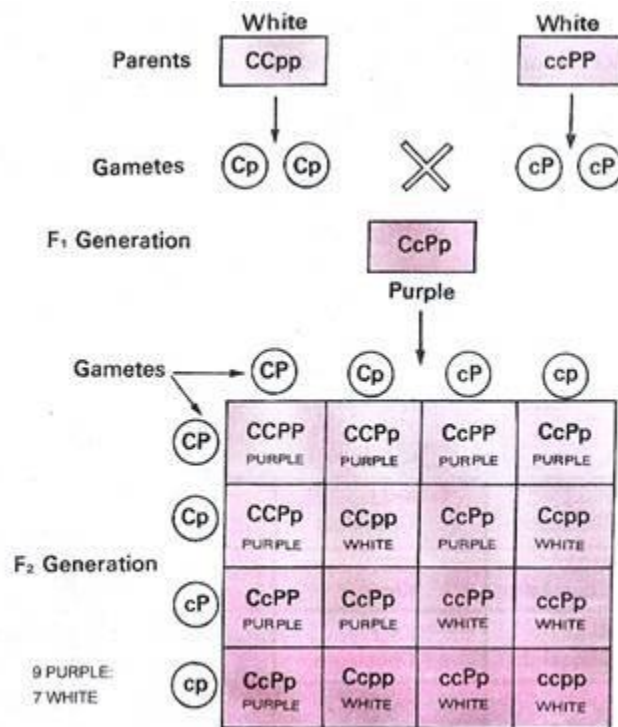 White White
Parents CCpp ccPP
Gametes Cp Cp cP cP
F₁ Generation CcPp
Purple
Gametes CP Cp cP cp
CP CCPP CCPp CcPP CcPp
PURPLE PURPLE PURPLE PURPLE
Cp CCPp CCpp CcPp Ccpp
PURPLE WHITE PURPLE WHITE
F₂ Generation
cP CcPP CcPp ccPP ccPp
PURPLE PURPLE WHITE WHITE
9 PURPLE:
7 WHITE
cp CcPp Ccpp ccPp ccpp
PURPLE WHITE WHITE WHITE